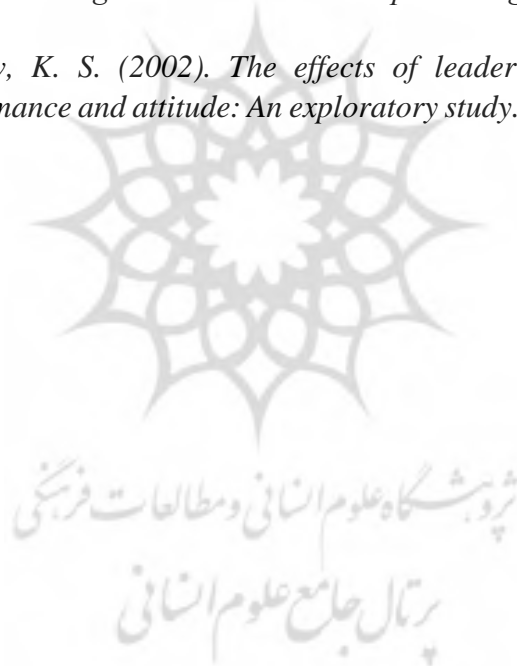 y, K. S. (2002). The effects of leader
nance and attitude: An exploratory study.
پژوهشگاه علوم انسانی و مطالعات فرهنگی
پرتال جامع علوم انسانی